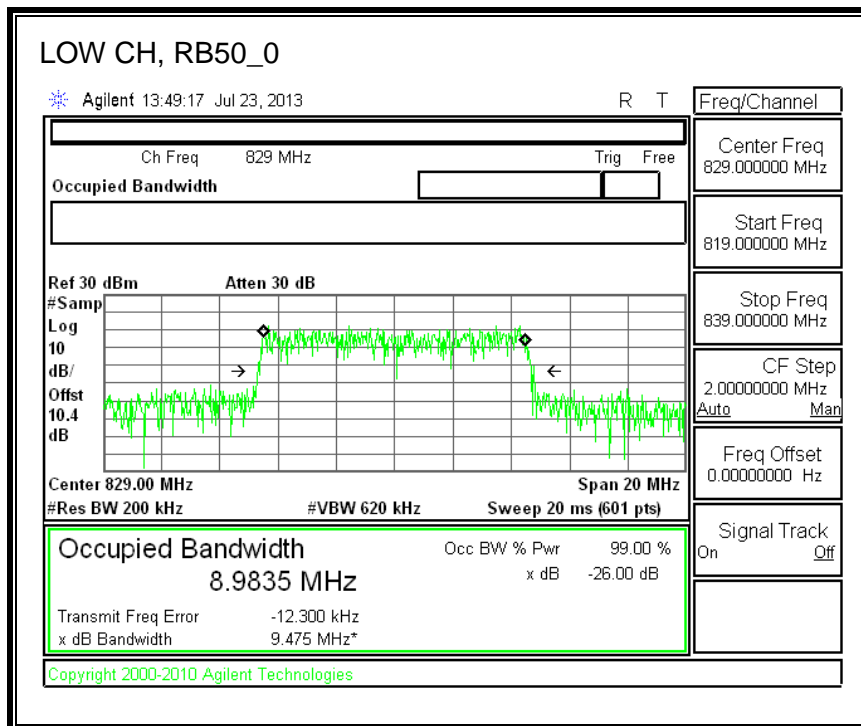 LOW CH, RB50_0
Agilent 13:49:17 Jul 23, 2013 R T
Freq/Channel
Ch Freq 829 MHz Trig Free
Occupied Bandwidth
Center Freq
829.000000 MHz
Start Freq
819.000000 MHz
Stop Freq
839.000000 MHz
CF Step
2.00000000 MHz
Auto Man
Freq Offset
0.00000000 Hz
Signal Track
On Off
Ref 30 dBm Atten 30 dB
#Samp
Log
10
dB/
Offst
10.4
dB
Center 829.00 MHz Span 20 MHz
#Res BW 200 kHz #VBW 620 kHz Sweep 20 ms (601 pts)
Occupied Bandwidth
8.9835 MHz
Occ BW % Pwr 99.00 %
x dB -26.00 dB
Transmit Freq Error -12.300 kHz
x dB Bandwidth 9.475 MHz*
Copyright 2000-2010 Agilent Technologies